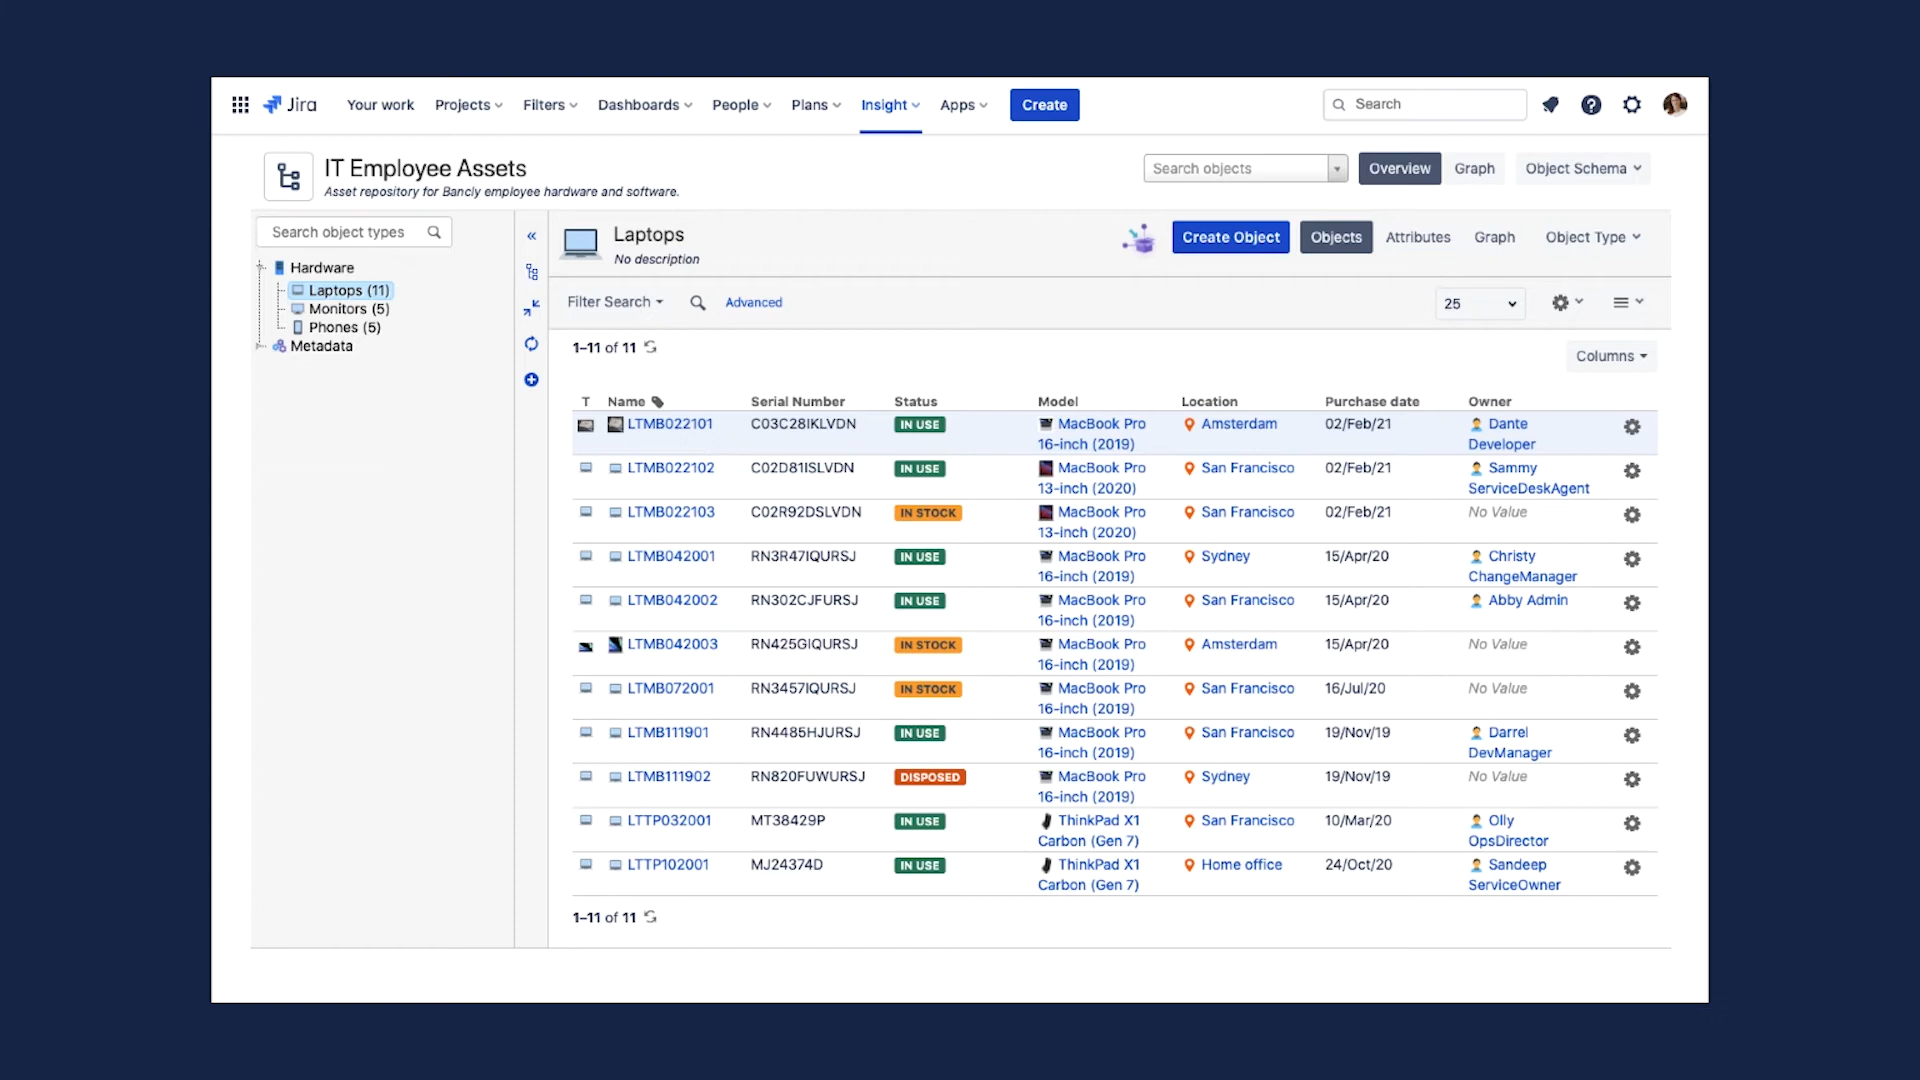 Jira Your work Projects Filters Dashboards People Plans Insight Apps Create Search
IT Employee Assets
Asset repository for Bancly employee hardware and software.
Search objects Overview Graph Object Schema
Search object types
Hardware
Laptops (11)
Monitors (5)
Phones (5)
Metadata
Laptops
No description
Create Object Objects Attributes Graph Object Type
Filter Search Advanced 25
1–11 of 11
Columns
T Name Serial Number Status Model Location Purchase date Owner
LTMB022101 C03C28IKLVDN IN USE MacBook Pro Amsterdam 02/Feb/21 Dante
16-inch (2019) Developer
LTMB022102 C02D81ISLVDN IN USE MacBook Pro San Francisco 02/Feb/21 Sammy
13-inch (2020) ServiceDeskAgent
LTMB022103 C02R92DSLVDN IN STOCK MacBook Pro San Francisco 02/Feb/21 No Value
13-inch (2020)
LTMB042001 RN3R47IQURSJ IN USE MacBook Pro Sydney 15/Apr/20 Christy
16-inch (2019) ChangeManager
LTMB042002 RN302CJFURSJ IN USE MacBook Pro San Francisco 15/Apr/20 Abby Admin
16-inch (2019)
LTMB042003 RN425GIQURSJ IN STOCK MacBook Pro Amsterdam 15/Apr/20 No Value
16-inch (2019)
LTMB072001 RN3457IQURSJ IN STOCK MacBook Pro San Francisco 16/Jul/20 No Value
16-inch (2019)
LTMB111901 RN4485HJURSJ IN USE MacBook Pro San Francisco 19/Nov/19 Darrel
16-inch (2019) DevManager
LTMB111902 RN820FUWURSJ DISPOSED MacBook Pro Sydney 19/Nov/19 No Value
16-inch (2019)
LTTP032001 MT38429P IN USE ThinkPad X1 San Francisco 10/Mar/20 Olly
Carbon (Gen 7) OpsDirector
LTTP102001 MJ24374D IN USE ThinkPad X1 Home office 24/Oct/20 Sandeep
Carbon (Gen 7) ServiceOwner
1–11 of 11